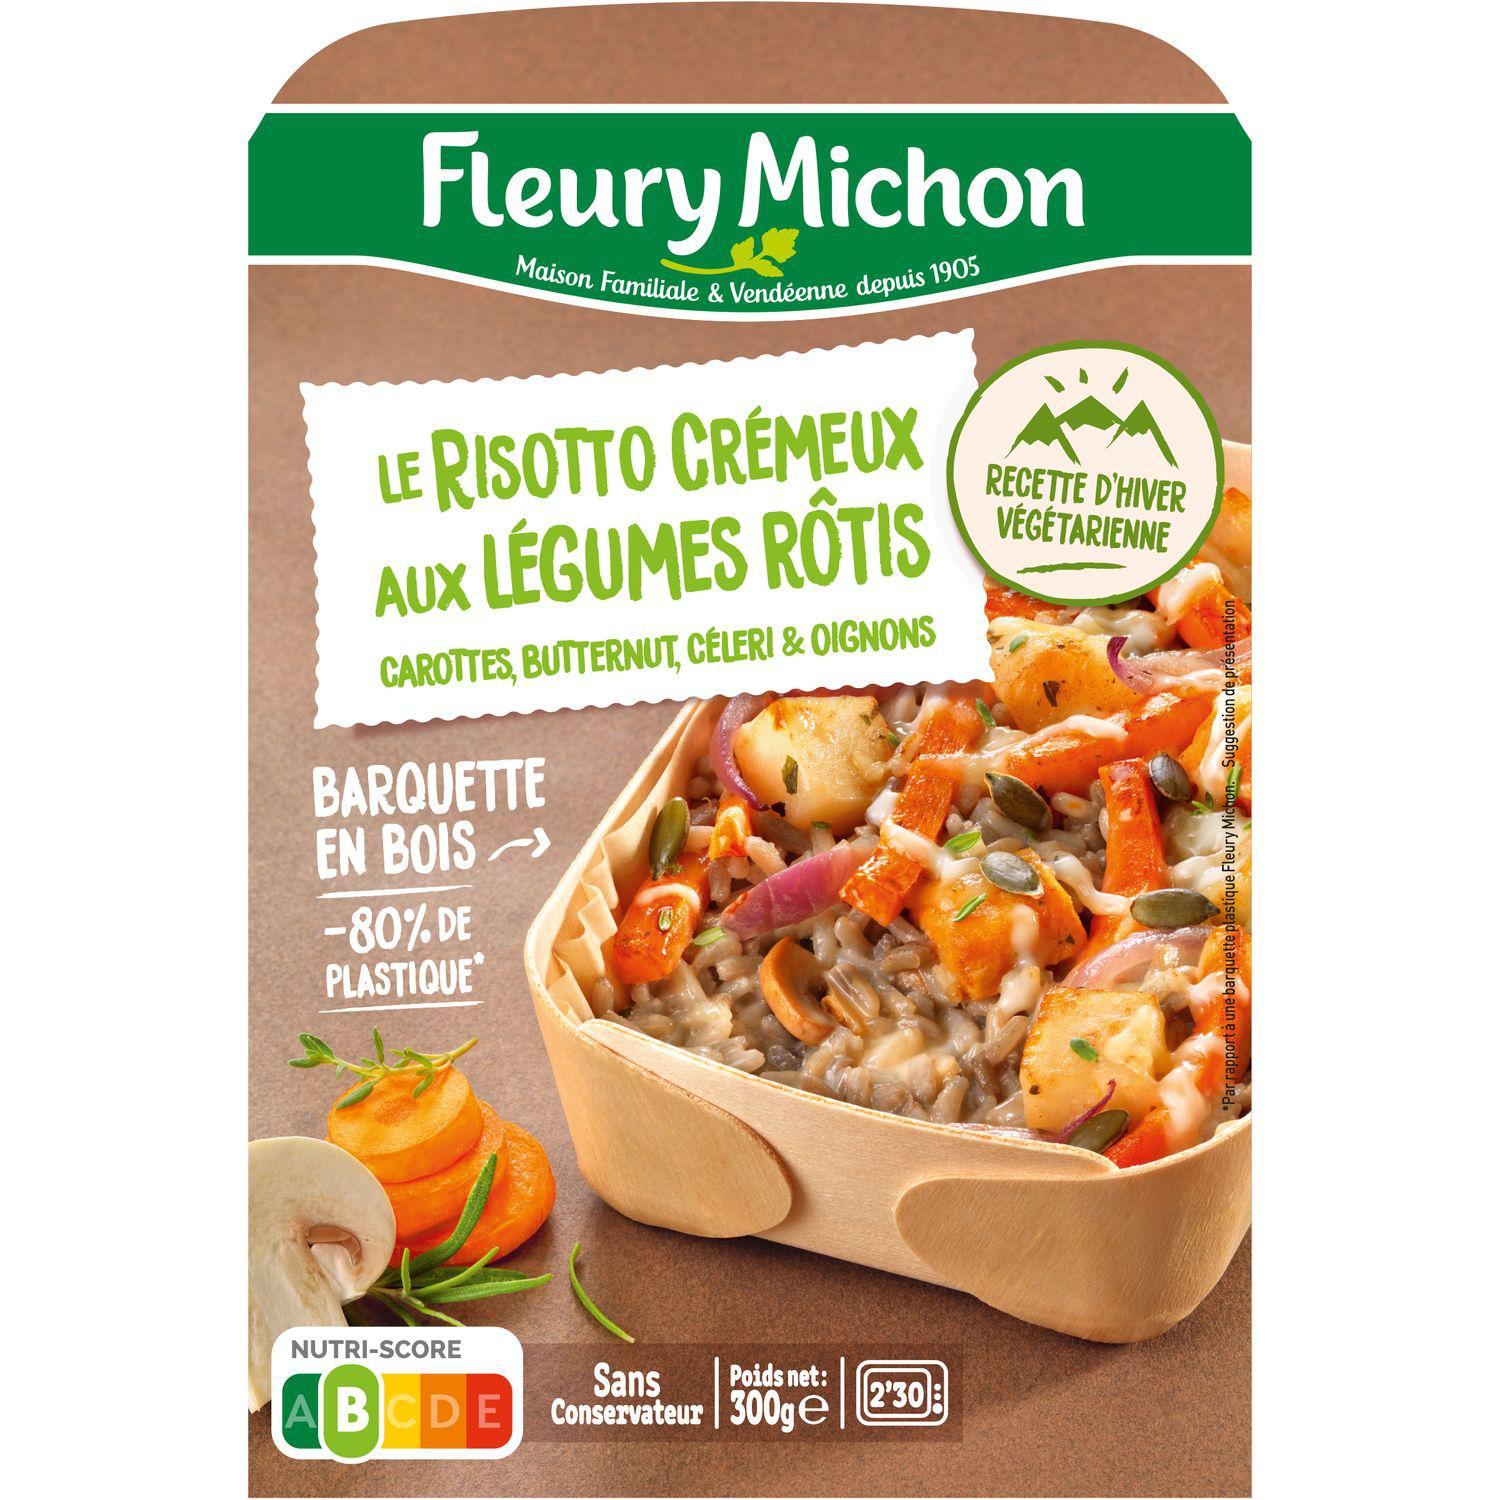 Fleury Michon
Maison Familiale & Vendéenne depuis 1905
LE RISOTTO CRÉMEUX
AUX LÉGUMES RÔTIS
CAROTTES, BUTTERNUT, CÉLERI & OIGNONS
RECETTE D'HIVER
VÉGÉTARIENNE
BARQUETTE
EN BOIS
-80% DE
PLASTIQUE*
*Par rapport à une barquette plastique Fleury Michon. Suggestion de présentation
NUTRI-SCORE
A B C D E
Sans
Conservateur
Poids net:
300g e
2'30